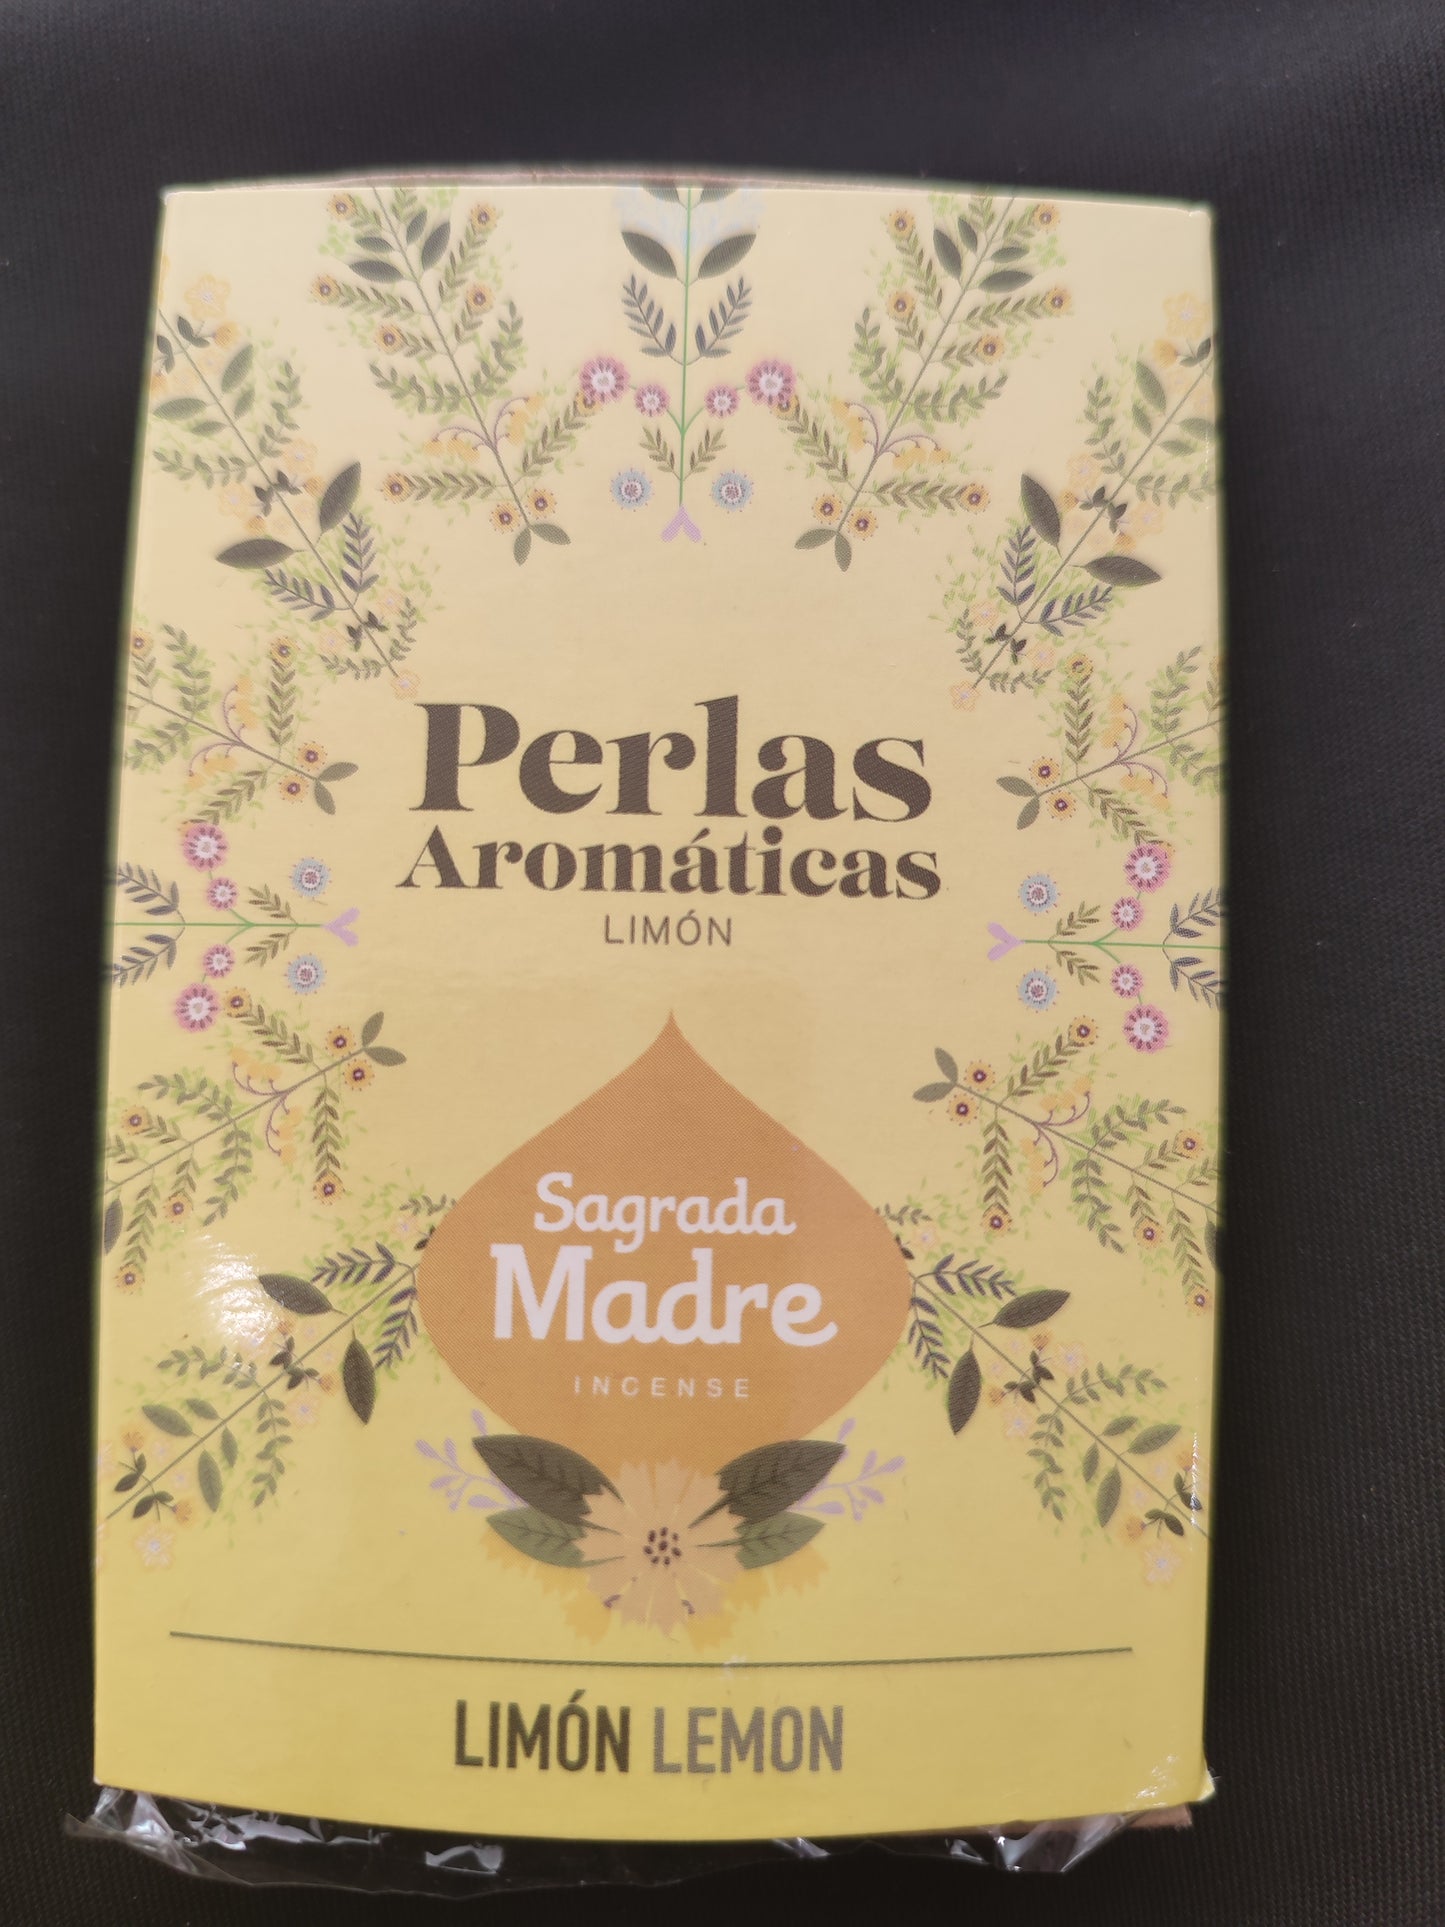 Perlas
Aromáticas
LIMÓN
Sagrada
Madre
INCENSE
LIMÓN LEMON